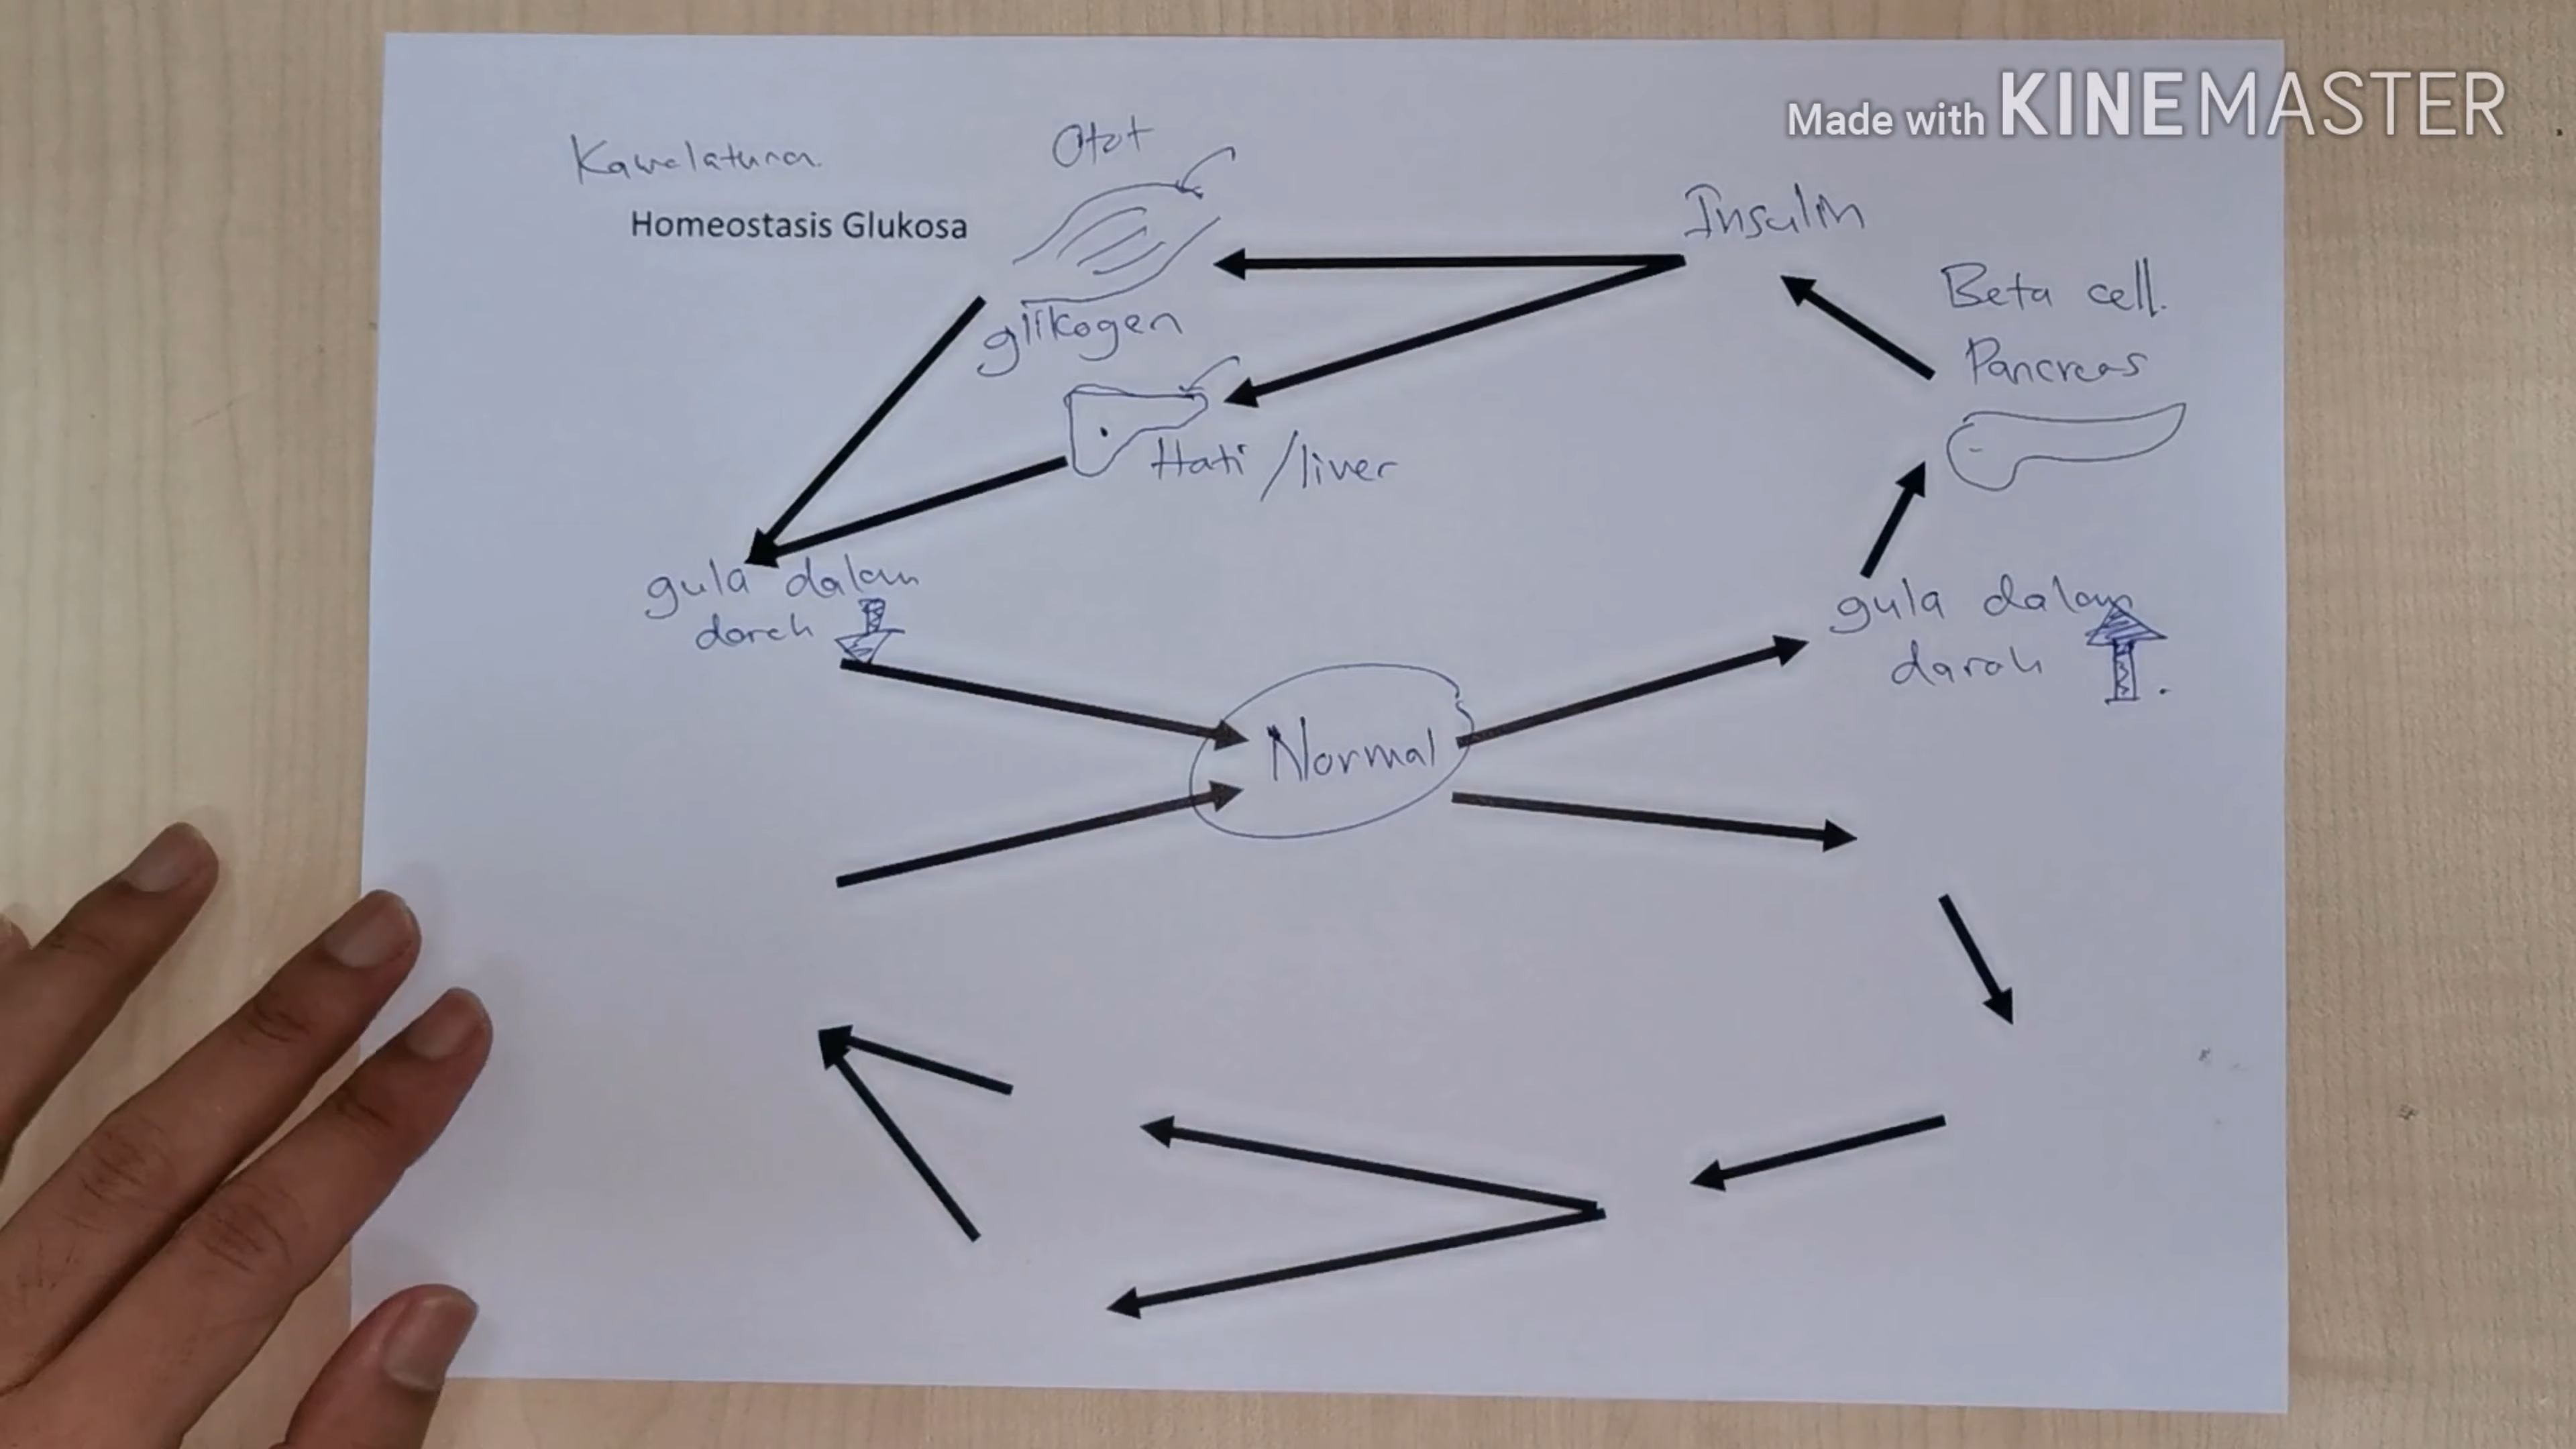 Made with KINEMASTER
Kawalatura
Homeostasis Glukosa
Otot
glikogen
Hati /liver
Insulin
Beta cell.
Pancreas
gula dalam
darah
gula dalam
darah
Normal